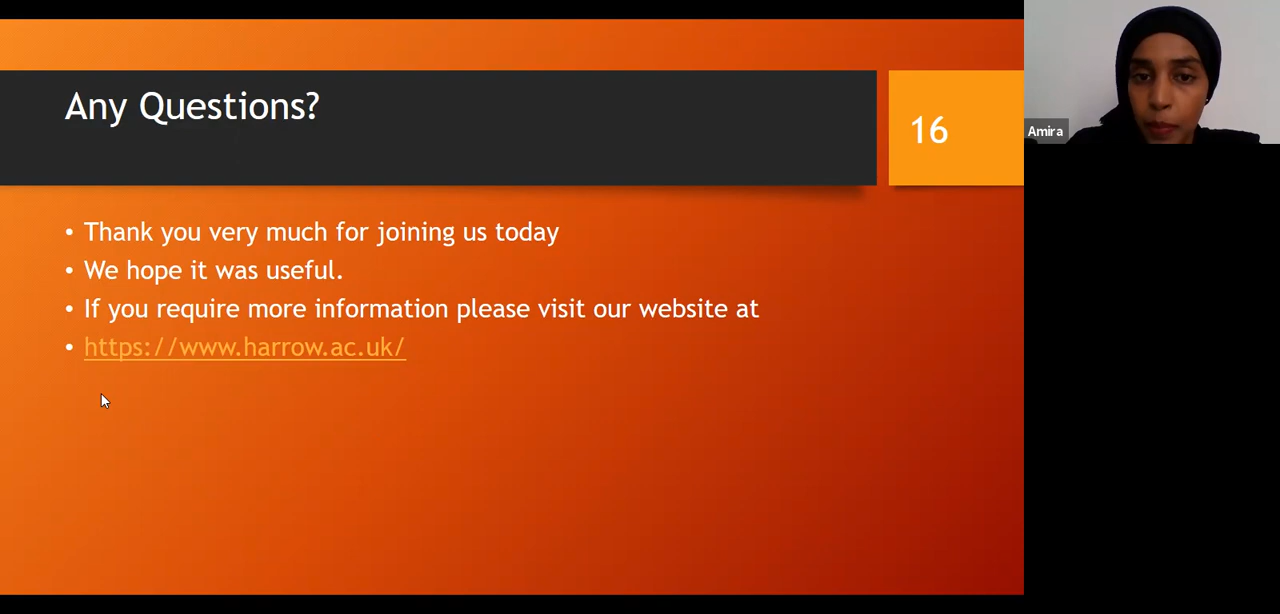 Any Questions?
16
Amira
• Thank you very much for joining us today
• We hope it was useful.
• If you require more information please visit our website at
• https://www.harrow.ac.uk/